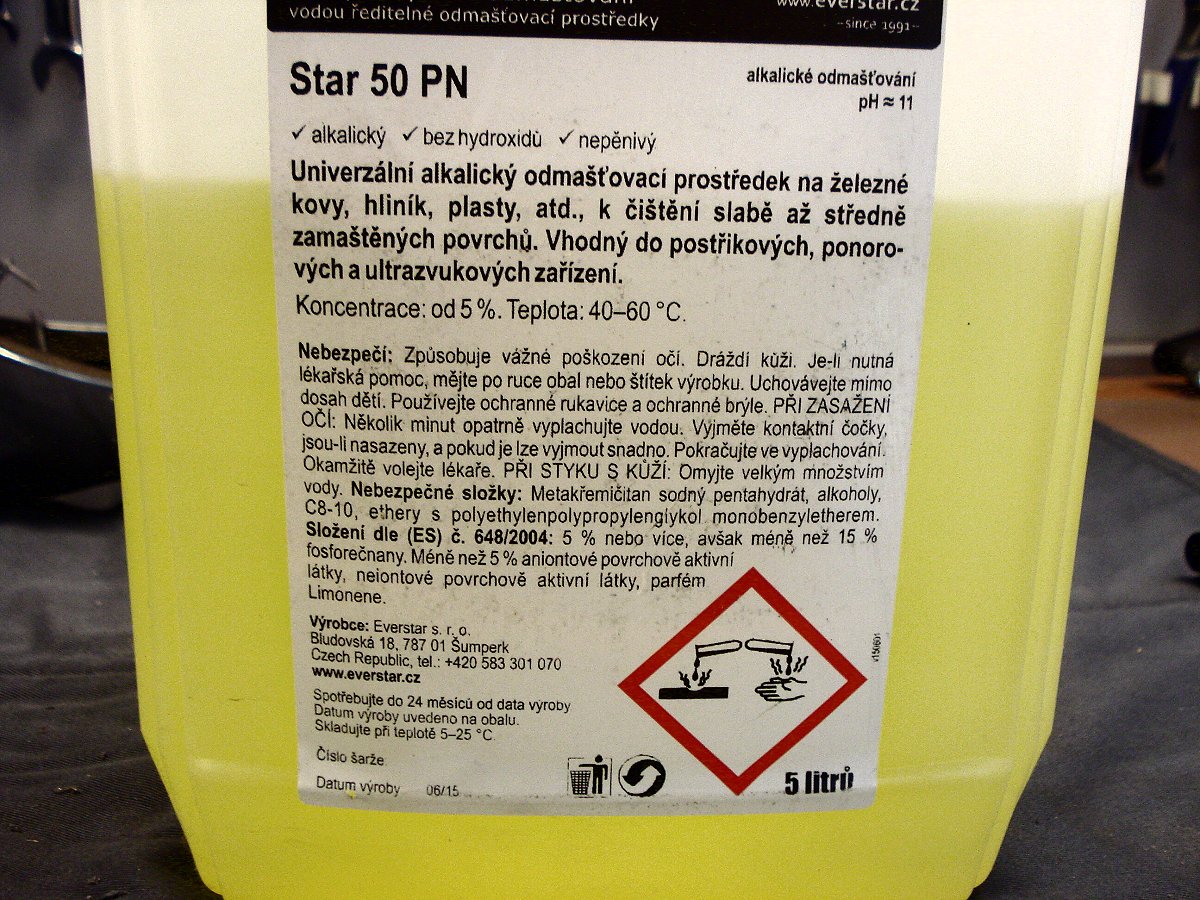 vodou ředitelné odmašťovací prostředky
www.everstar.cz
--since 1991--
Star 50 PN
alkalické odmašťování
pH ≈ 11
✓ alkalický ✓ bez hydroxidů ✓ nepěnivý
Univerzální alkalický odmašťovací prostředek na železné
kovy, hliník, plasty, atd., k čištění slabě až středně
zamaštěných povrchů. Vhodný do postřikových, ponoro-
vých a ultrazvukových zařízení.
Koncentrace: od 5 %. Teplota: 40–60 °C.
Nebezpečí: Způsobuje vážné poškození očí. Dráždí kůži. Je-li nutná
lékařská pomoc, mějte po ruce obal nebo štítek výrobku. Uchovávejte mimo
dosah dětí. Používejte ochranné rukavice a ochranné brýle. PŘI ZASAŽENÍ
OČÍ: Několik minut opatrně vyplachujte vodou. Vyjměte kontaktní čočky,
jsou-li nasazeny, a pokud je lze vyjmout snadno. Pokračujte ve vyplachování.
Okamžitě volejte lékaře. PŘI STYKU S KŮŽÍ: Omyjte velkým množstvím
vody. Nebezpečné složky: Metakřemičitan sodný pentahydrát, alkoholy,
C8-10, ethery s polyethylenpolypropylenglykol monobenzyletherem.
Složení dle (ES) č. 648/2004: 5 % nebo více, avšak méně než 15 %
fosforečnany. Méně než 5 % aniontové povrchově aktivní
látky, neiontové povrchově aktivní látky, parfém
Limonene.
Výrobce: Everstar s. r. o.
Bludovská 18, 787 01 Šumperk
Czech Republic, tel.: +420 583 301 070
www.everstar.cz
Spotřebujte do 24 měsíců od data výroby
Datum výroby uvedeno na obalu.
Skladujte při teplotě 5–25 °C.
Číslo šarže
Datum výroby 06/15
v150601
5 litrů